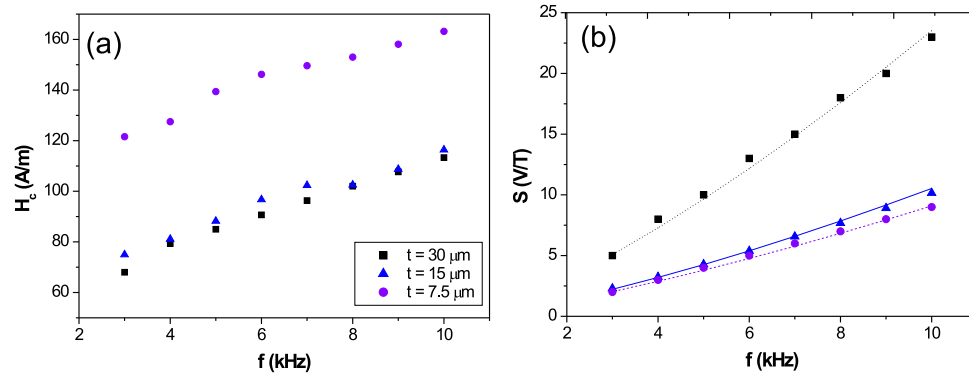 (a)
160
140
120
100
80
60
H_c (A/m)
2 4 6 8 10
f (kHz)
t = 30 μm
t = 15 μm
t = 7.5 μm
(b)
25
20
15
10
5
0
S (V/T)
2 4 6 8 10
f (kHz)